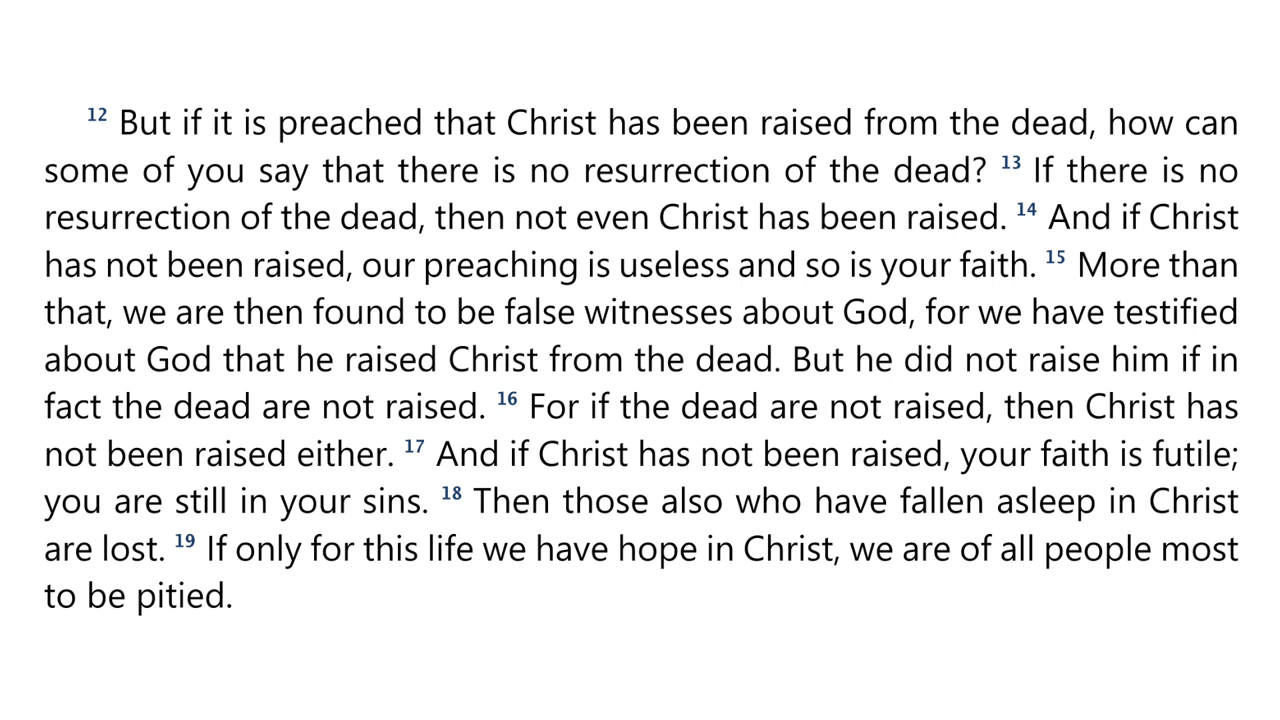 12 But if it is preached that Christ has been raised from the dead, how can
some of you say that there is no resurrection of the dead? 13 If there is no
resurrection of the dead, then not even Christ has been raised. 14 And if Christ
has not been raised, our preaching is useless and so is your faith. 15 More than
that, we are then found to be false witnesses about God, for we have testified
about God that he raised Christ from the dead. But he did not raise him if in
fact the dead are not raised. 16 For if the dead are not raised, then Christ has
not been raised either. 17 And if Christ has not been raised, your faith is futile;
you are still in your sins. 18 Then those also who have fallen asleep in Christ
are lost. 19 If only for this life we have hope in Christ, we are of all people most
to be pitied.